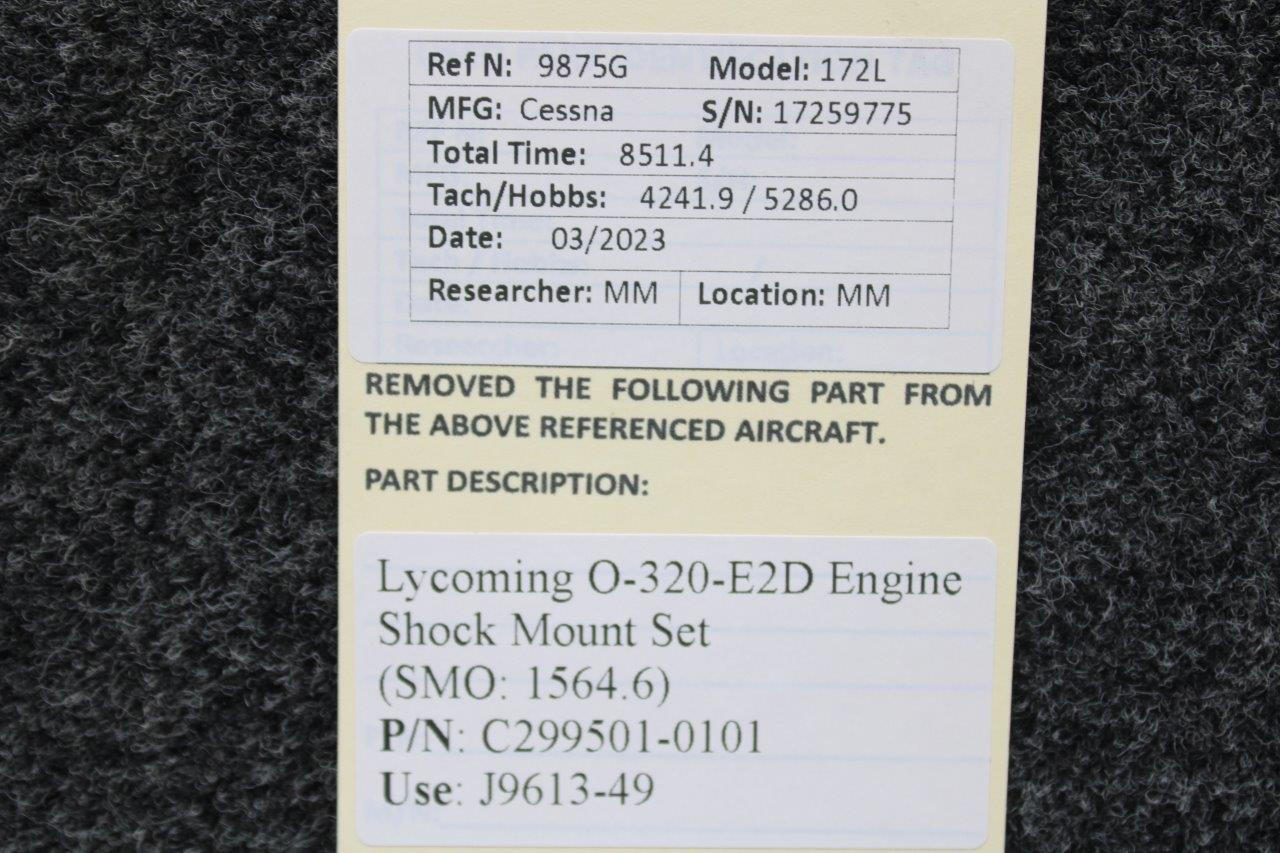 Ref N: 9875G Model: 172L
MFG: Cessna S/N: 17259775
Total Time: 8511.4
Tach/Hobbs: 4241.9 / 5286.0
Date: 03/2023
Researcher: MM Location: MM
REMOVED THE FOLLOWING PART FROM
THE ABOVE REFERENCED AIRCRAFT.
PART DESCRIPTION:
Lycoming O-320-E2D Engine
Shock Mount Set
(SMO: 1564.6)
P/N: C299501-0101
Use: J9613-49